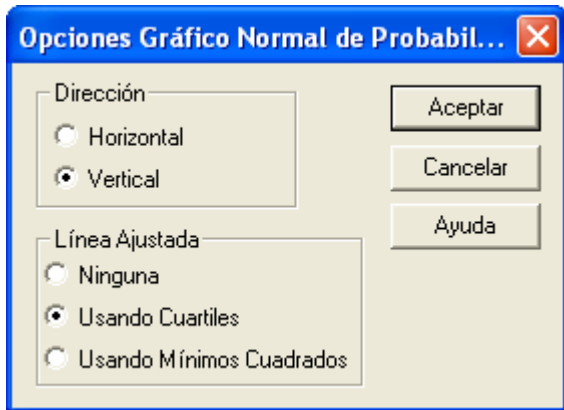 Opciones Gráfico Normal de Probabil...
Dirección
Horizontal
Vertical
Línea Ajustada
Ninguna
Usando Cuartiles
Usando Mínimos Cuadrados
Aceptar
Cancelar
Ayuda